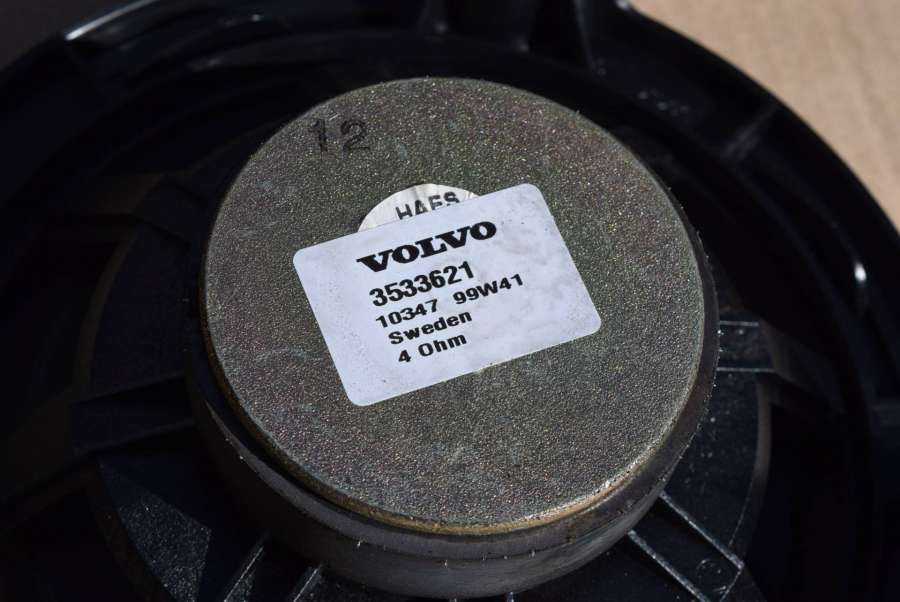 12
HAES
VOLVO
3533621
10347 99W41
Sweden
4 Ohm